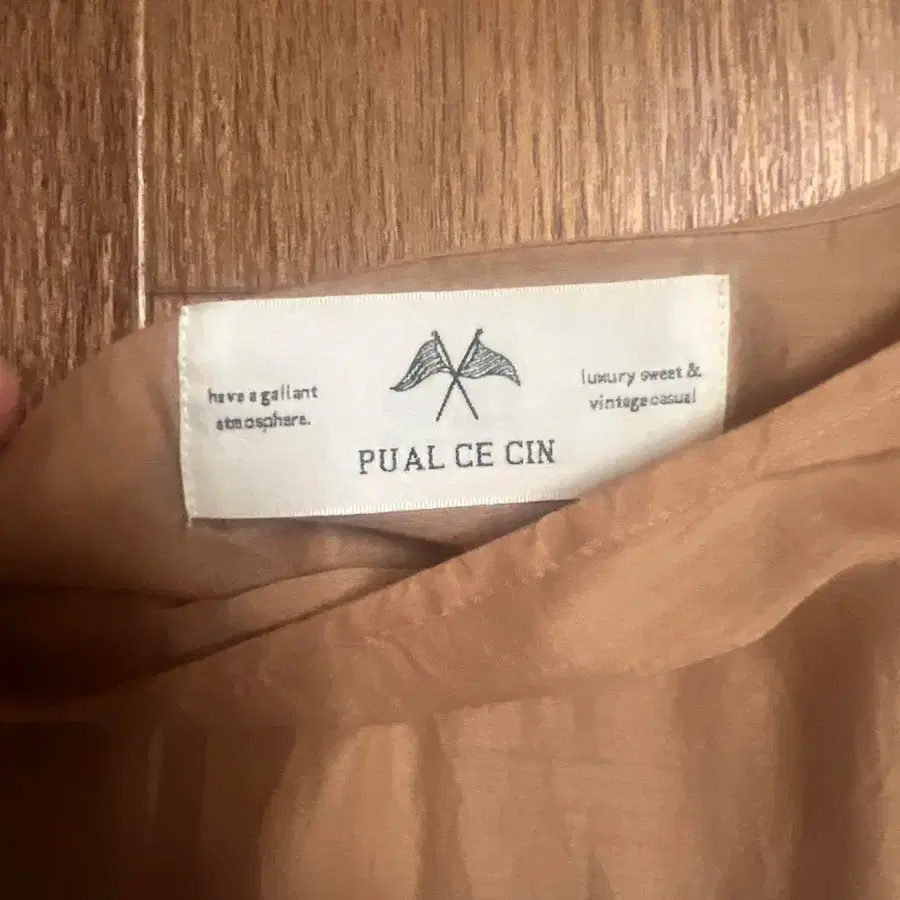 have a gallant
atmosphere.
luxury sweet &
vintage casual
PUAL CE CIN